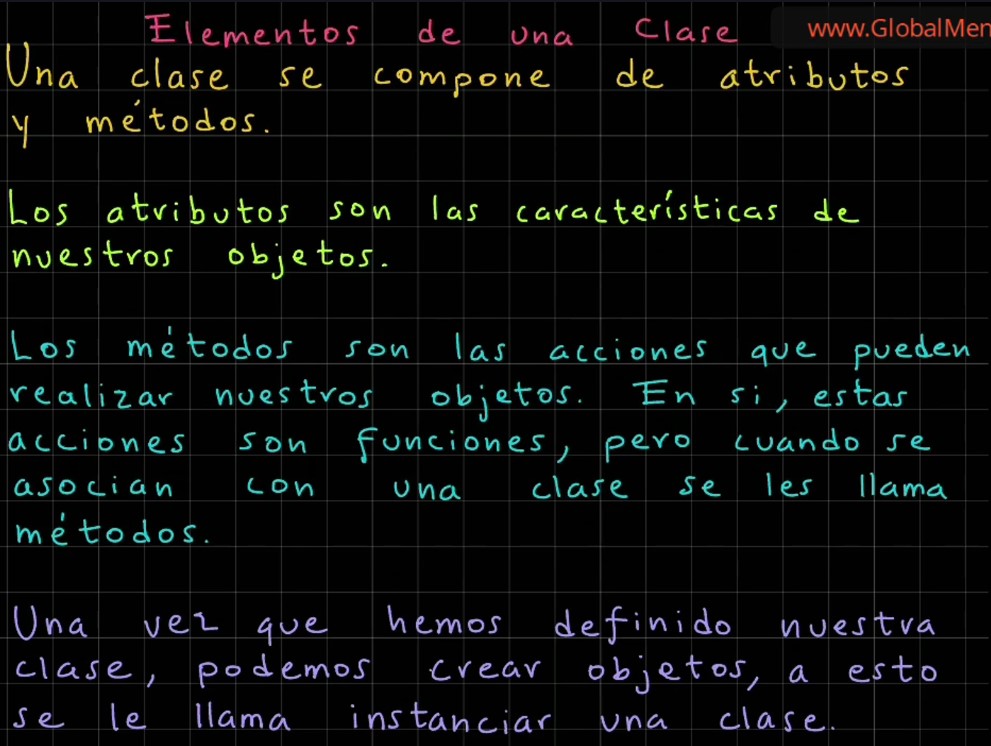 Elementos de una Clase
www.GlobalMen
Una clase se compone de atributos
y métodos.
Los atributos son las características de
nuestros objetos.
Los métodos son las acciones que pueden
realizar nuestros objetos. En si, estas
acciones son funciones, pero cuando se
asocian con una clase se les llama
métodos.
Una vez que hemos definido nuestra
clase, podemos crear objetos, a esto
se le llama instanciar una clase.